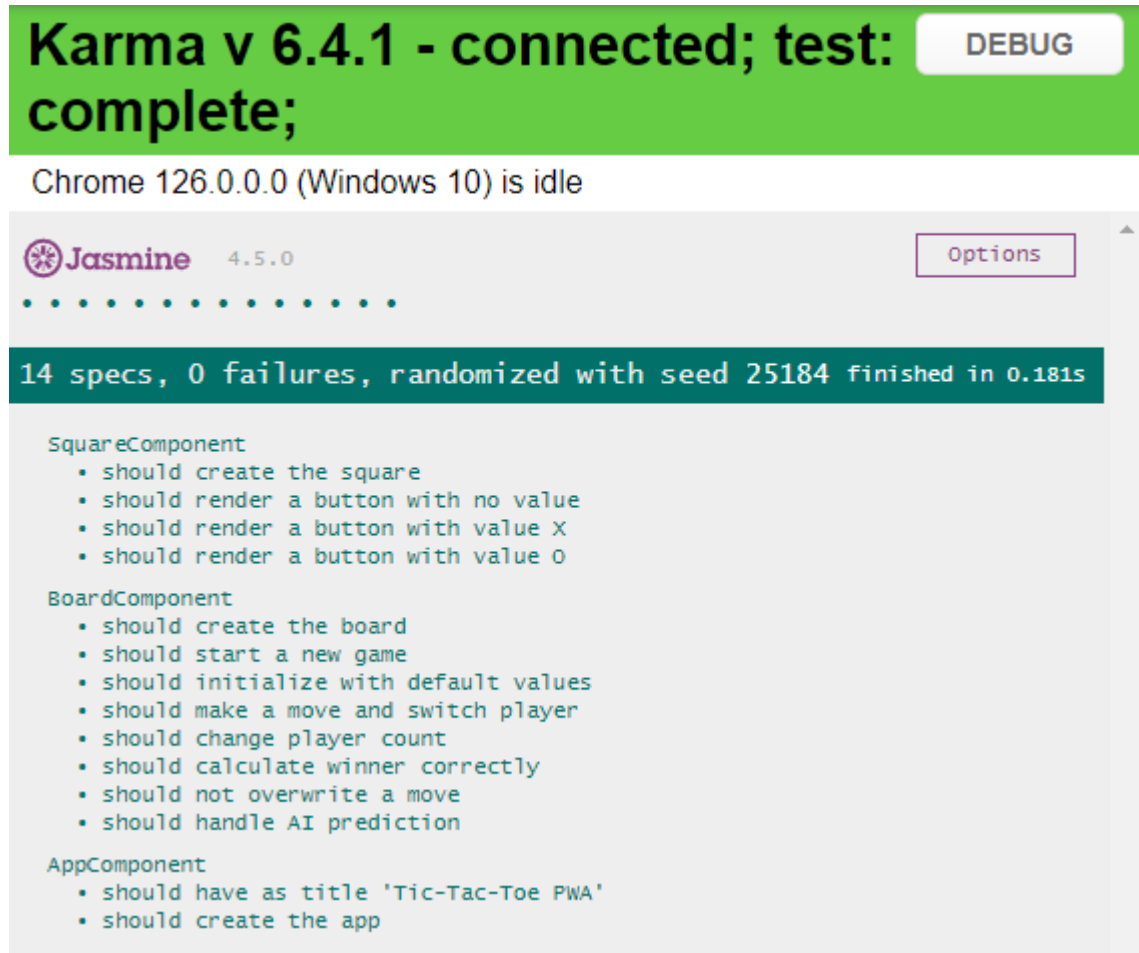 Karma v 6.4.1 - connected; test:
complete;
DEBUG
Chrome 126.0.0.0 (Windows 10) is idle
Jasmine 4.5.0
Options
• • • • • • • • • • • • • •
14 specs, 0 failures, randomized with seed 25184 finished in 0.181s
SquareComponent
• should create the square
• should render a button with no value
• should render a button with value X
• should render a button with value O
BoardComponent
• should create the board
• should start a new game
• should initialize with default values
• should make a move and switch player
• should change player count
• should calculate winner correctly
• should not overwrite a move
• should handle AI prediction
AppComponent
• should have as title 'Tic-Tac-Toe PWA'
• should create the app